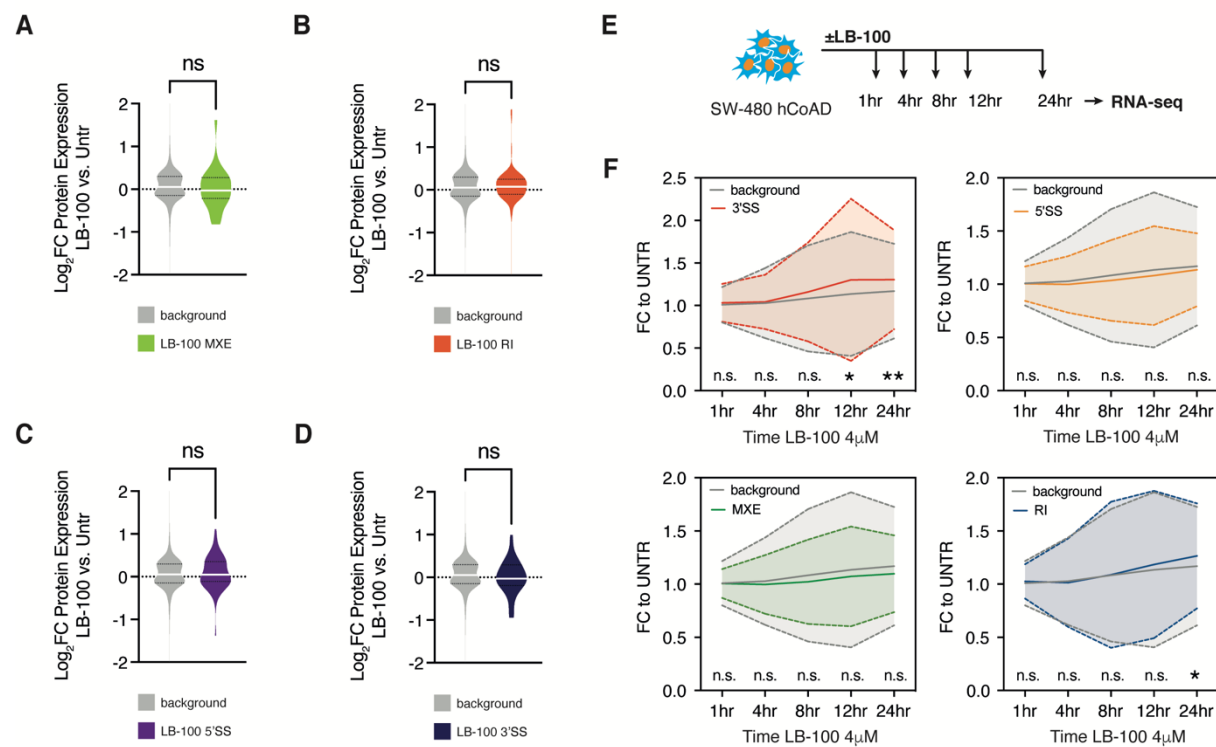 A
ns
Log2FC Protein Expression
LB-100 vs. Untr
2
1
0
-1
-2
background
LB-100 MXE
B
ns
Log2FC Protein Expression
LB-100 vs. Untr
2
1
0
-1
-2
background
LB-100 RI
C
ns
Log2FC Protein Expression
LB-100 vs. Untr
2
1
0
-1
-2
background
LB-100 5'SS
D
ns
Log2FC Protein Expression
LB-100 vs. Untr
2
1
0
-1
-2
background
LB-100 3'SS
E
±LB-100
SW-480 hCoAD
1hr 4hr 8hr 12hr 24hr → RNA-seq
F
FC to UNTR
2.5
2.0
1.5
1.0
0.5
0.0
background
3'SS
n.s. n.s. n.s. * **
1hr 4hr 8hr 12hr 24hr
Time LB-100 4μM
FC to UNTR
2.0
1.5
1.0
0.5
0.0
background
5'SS
n.s. n.s. n.s. n.s. n.s.
1hr 4hr 8hr 12hr 24hr
Time LB-100 4μM
FC to UNTR
2.0
1.5
1.0
0.5
0.0
background
MXE
n.s. n.s. n.s. n.s. n.s.
1hr 4hr 8hr 12hr 24hr
Time LB-100 4μM
FC to UNTR
2.0
1.5
1.0
0.5
0.0
background
RI
n.s. n.s. n.s. n.s. *
1hr 4hr 8hr 12hr 24hr
Time LB-100 4μM